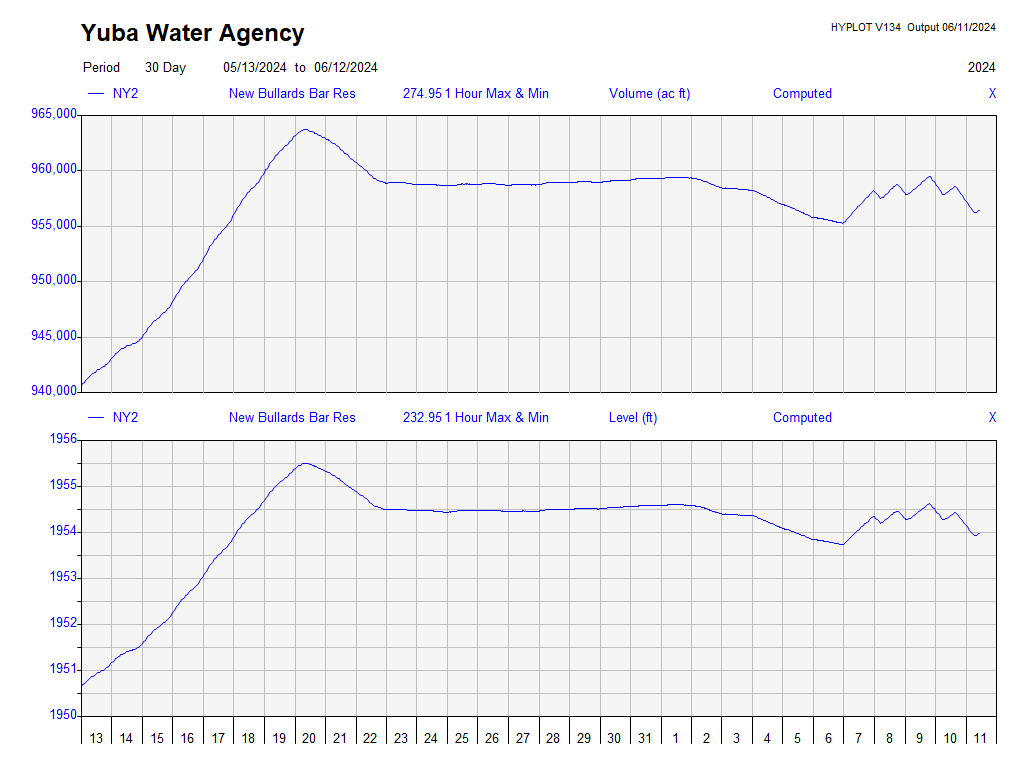 Yuba Water Agency
HYPLOT V134 Output 06/11/2024
Period 30 Day 05/13/2024 to 06/12/2024 2024
NY2 New Bullards Bar Res 274.95 1 Hour Max & Min Volume (ac ft) Computed X
965,000
960,000
955,000
950,000
945,000
940,000
NY2 New Bullards Bar Res 232.95 1 Hour Max & Min Level (ft) Computed X
1956
1955
1954
1953
1952
1951
1950
13 14 15 16 17 18 19 20 21 22 23 24 25 26 27 28 29 30 31 1 2 3 4 5 6 7 8 9 10 11